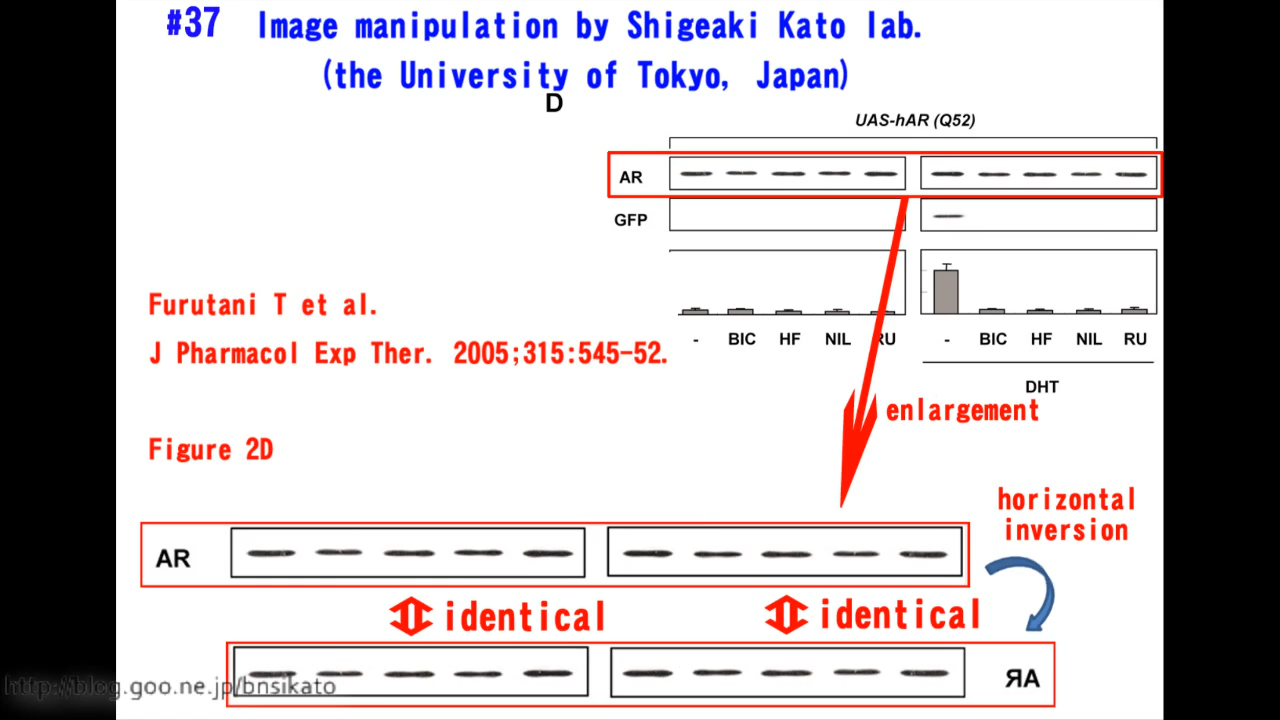 #37 Image manipulation by Shigeaki Kato lab.
(the University of Tokyo, Japan)
D
UAS-hAR (Q52)
AR
GFP
- BIC HF NIL RU - BIC HF NIL RU
DHT
Furutani T et al.
J Pharmacol Exp Ther. 2005;315:545-52.
Figure 2D
enlargement
horizontal
inversion
AR
identical identical
AR
http://blog.goo.ne.jp/bnsikato